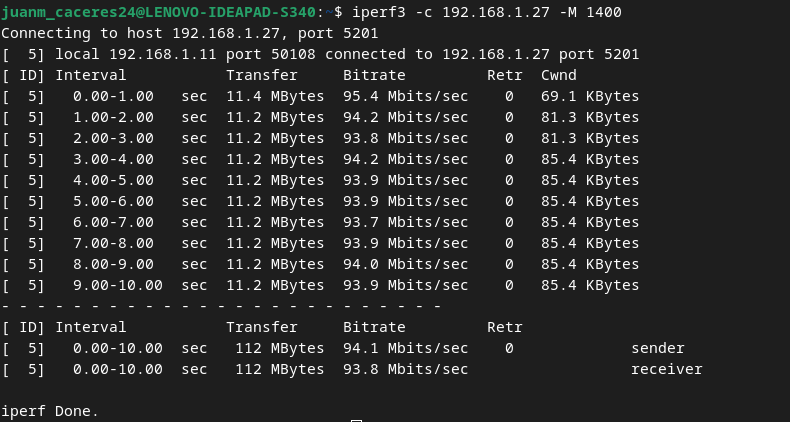 juanm_caceres24@LENOVO-IDEAPAD-S340:~$ iperf3 -c 192.168.1.27 -M 1400
Connecting to host 192.168.1.27, port 5201
[  5] local 192.168.1.11 port 50108 connected to 192.168.1.27 port 5201
[ ID] Interval           Transfer     Bitrate         Retr  Cwnd
[  5]   0.00-1.00   sec  11.4 MBytes  95.4 Mbits/sec    0   69.1 KBytes
[  5]   1.00-2.00   sec  11.2 MBytes  94.2 Mbits/sec    0   81.3 KBytes
[  5]   2.00-3.00   sec  11.2 MBytes  93.8 Mbits/sec    0   81.3 KBytes
[  5]   3.00-4.00   sec  11.2 MBytes  94.2 Mbits/sec    0   85.4 KBytes
[  5]   4.00-5.00   sec  11.2 MBytes  93.9 Mbits/sec    0   85.4 KBytes
[  5]   5.00-6.00   sec  11.2 MBytes  93.9 Mbits/sec    0   85.4 KBytes
[  5]   6.00-7.00   sec  11.2 MBytes  93.7 Mbits/sec    0   85.4 KBytes
[  5]   7.00-8.00   sec  11.2 MBytes  93.9 Mbits/sec    0   85.4 KBytes
[  5]   8.00-9.00   sec  11.2 MBytes  94.0 Mbits/sec    0   85.4 KBytes
[  5]   9.00-10.00  sec  11.2 MBytes  93.9 Mbits/sec    0   85.4 KBytes
- - - - - - - - - - - - - - - - - - - - - - - - -
[ ID] Interval           Transfer     Bitrate         Retr
[  5]   0.00-10.00  sec   112 MBytes  94.1 Mbits/sec    0             sender
[  5]   0.00-10.00  sec   112 MBytes  93.8 Mbits/sec                  receiver
iperf Done.